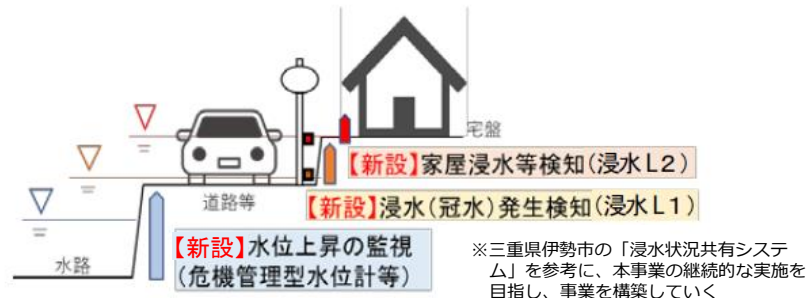 宅盤
【新設】家屋浸水等検知(浸水L2)
道路等
【新設】浸水(冠水)発生検知(浸水L1)
【新設】水位上昇の監視
(危機管理型水位計等)
水路
※三重県伊勢市の「浸水状況共有システ
ム」を参考に、本事業の継続的な実施を
目指し、事業を構築していく